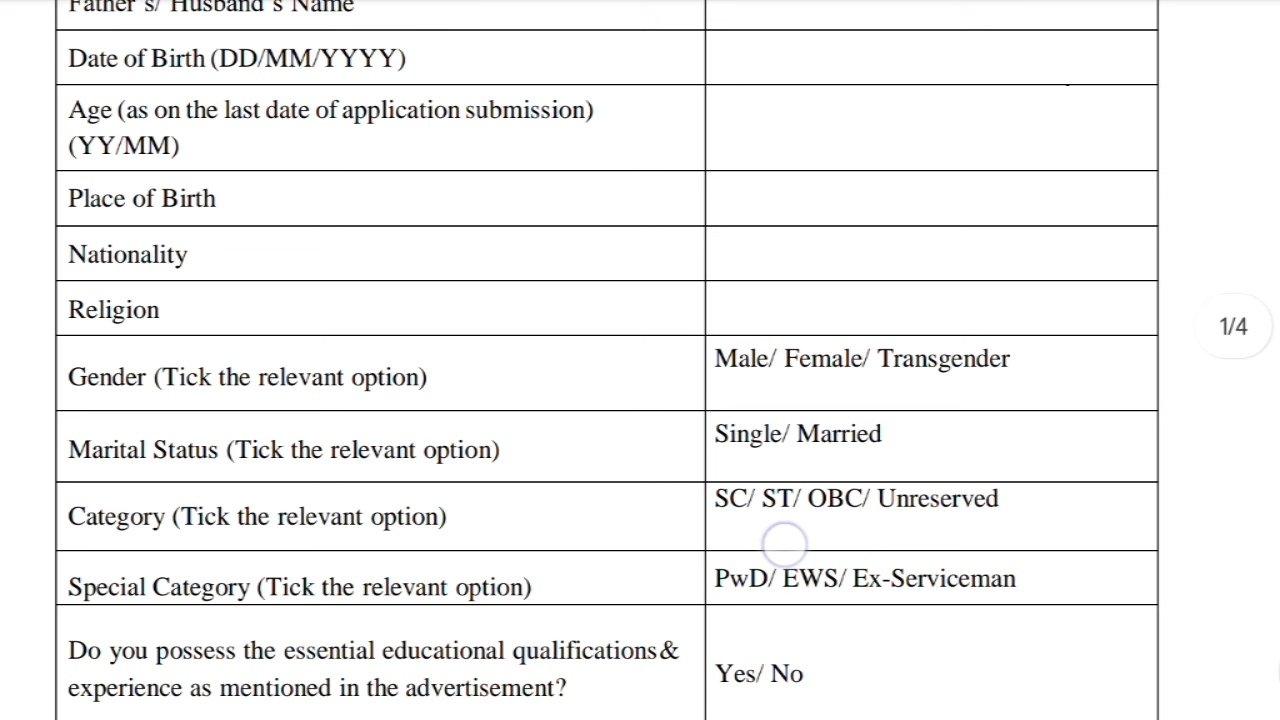 Father's/ Husband's Name
Date of Birth (DD/MM/YYYY)
Age (as on the last date of application submission)
(YY/MM)
Place of Birth
Nationality
Religion
Gender (Tick the relevant option)
Male/ Female/ Transgender
Marital Status (Tick the relevant option)
Single/ Married
Category (Tick the relevant option)
SC/ ST/ OBC/ Unreserved
Special Category (Tick the relevant option)
PwD/ EWS/ Ex-Serviceman
Do you possess the essential educational qualifications&
experience as mentioned in the advertisement?
Yes/ No
1/4